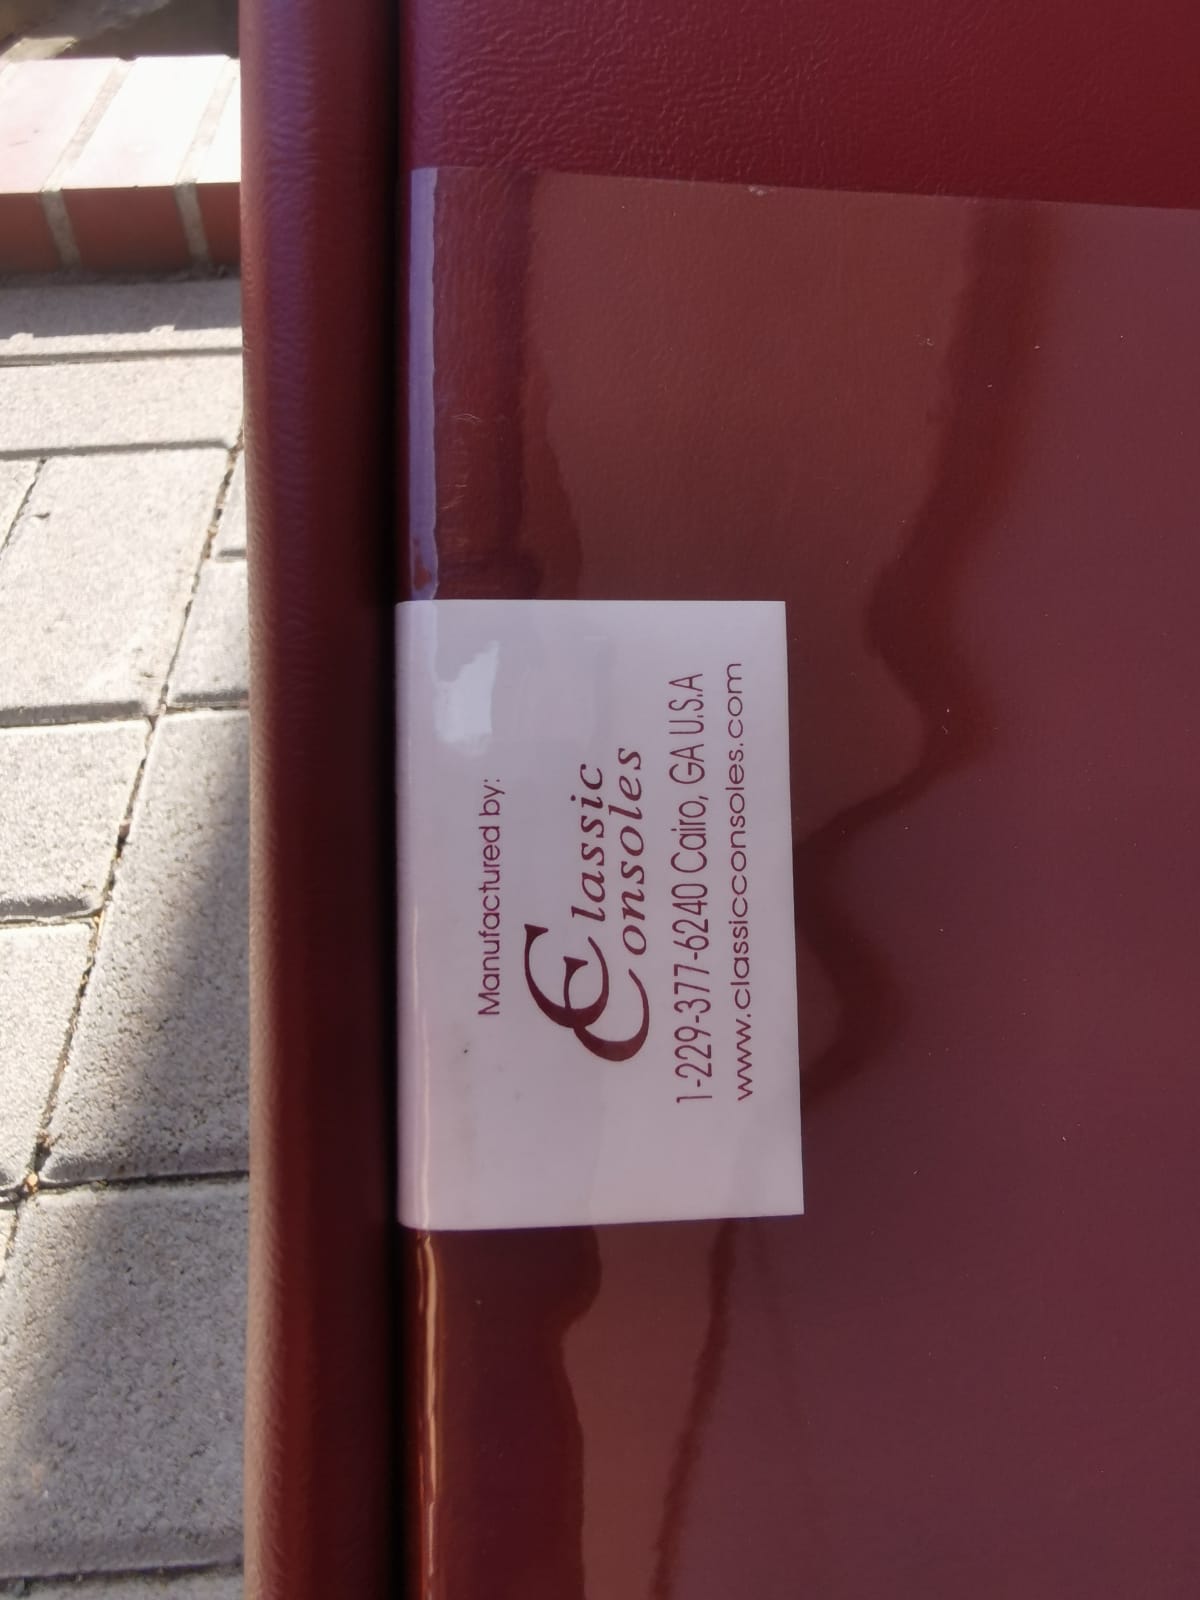 Manufactured by:
Classic
Consoles
1-229-377-6240 Cairo, GA U.S.A
www.classicconsoles.com